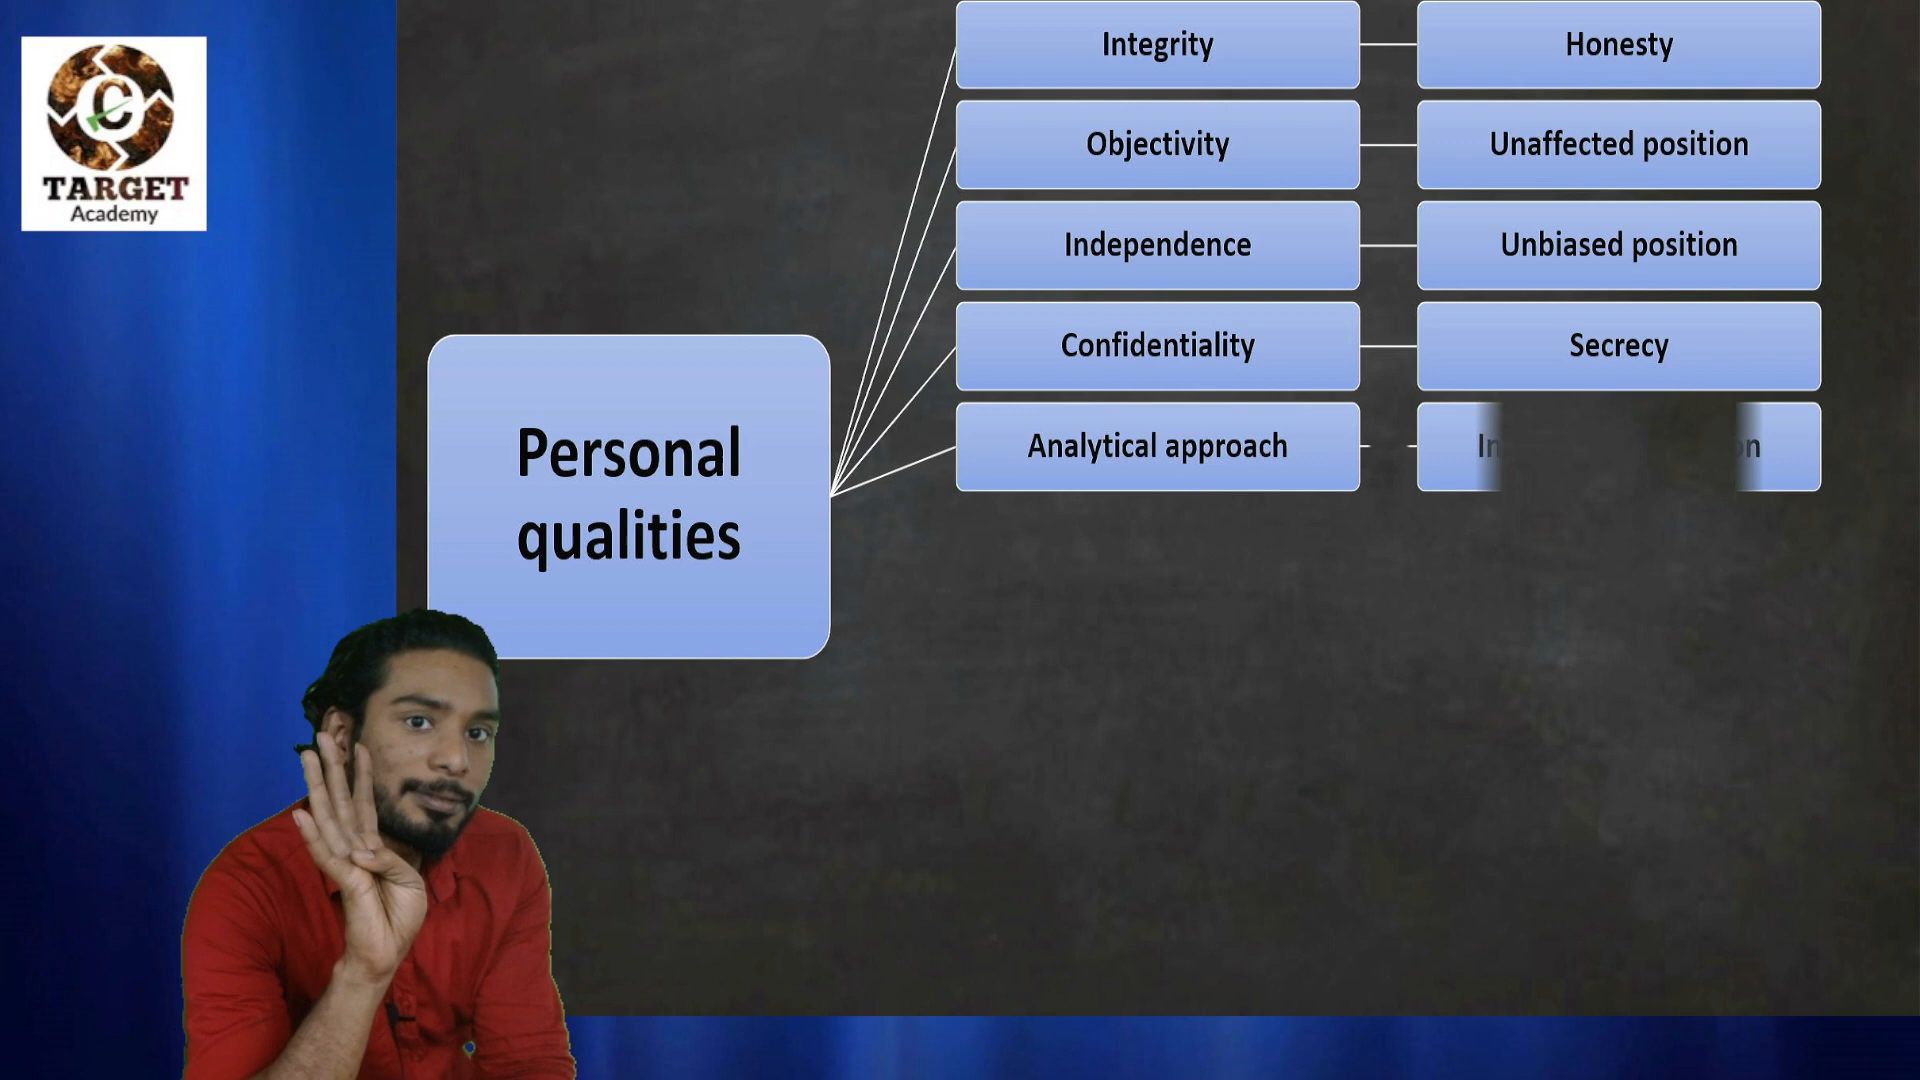 C
TARGET
Academy
Personal
qualities
Integrity
Honesty
Objectivity
Unaffected position
Independence
Unbiased position
Confidentiality
Secrecy
Analytical approach